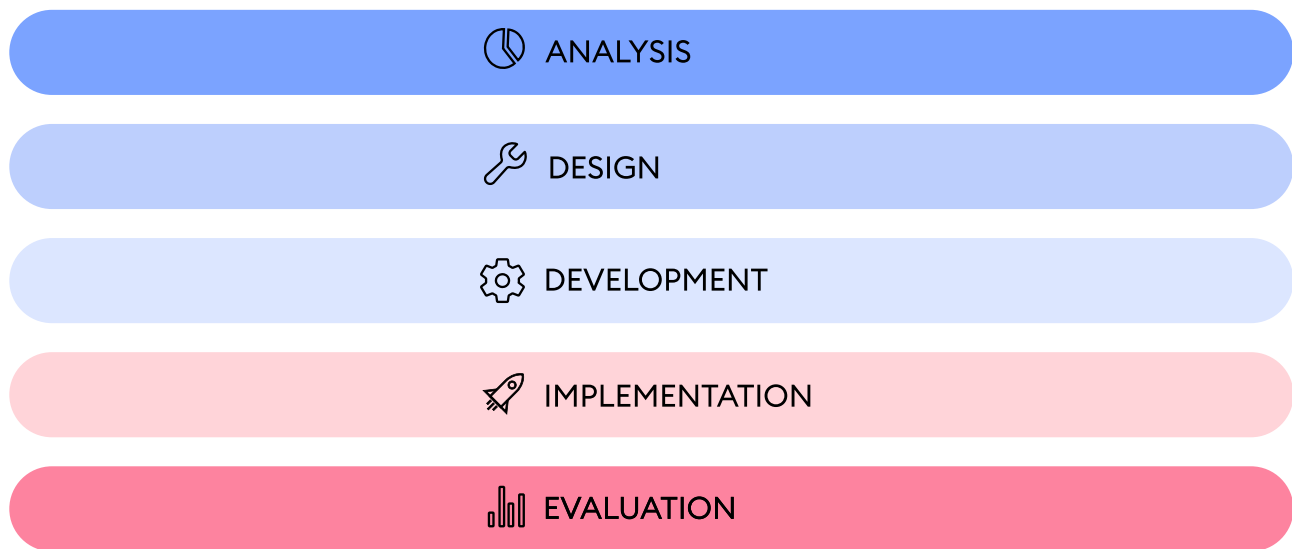 ANALYSIS
DESIGN
DEVELOPMENT
IMPLEMENTATION
EVALUATION